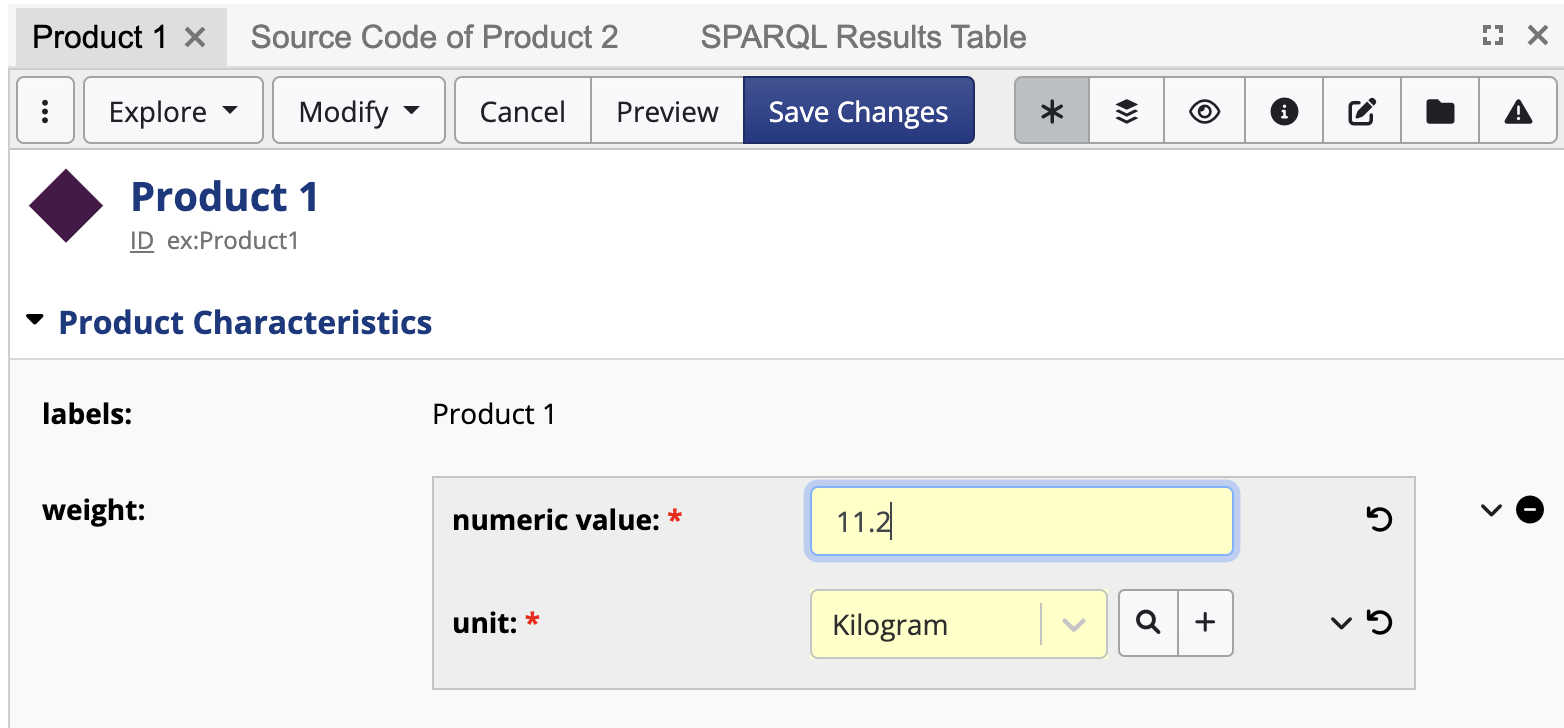 Product 1 Source Code of Product 2 SPARQL Results Table
Explore Modify Cancel Preview Save Changes
Product 1
ID ex:Product1
Product Characteristics
labels: Product 1
weight:
numeric value: * 11.2
unit: * Kilogram